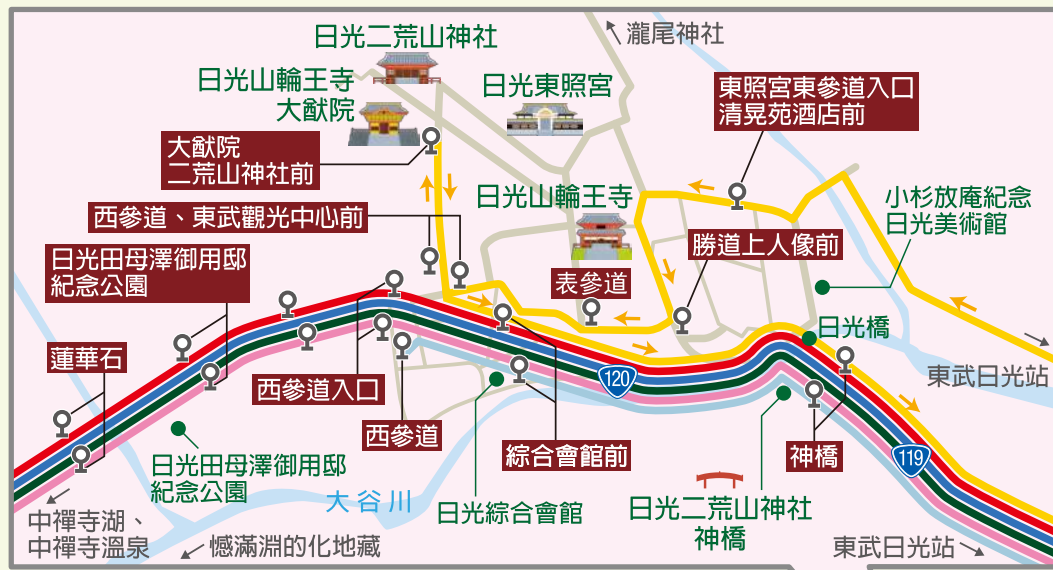 瀧尾神社
日光二荒山神社
日光山輪王寺
大猷院
日光東照宮
東照宮東參道入口
清晃苑酒店前
大猷院
二荒山神社前
西參道、東武觀光中心前
日光山輪王寺
小杉放庵紀念
日光美術館
日光田母澤御用邸
紀念公園
勝道上人像前
表參道
日光橋
蓮華石
西參道入口
120
東武日光站
西參道
綜合會館前
神橋
119
日光田母澤御用邸
紀念公園
大谷川
日光綜合會館
日光二荒山神社
神橋
中禪寺湖、
中禪寺溫泉
憾滿淵的化地藏
東武日光站